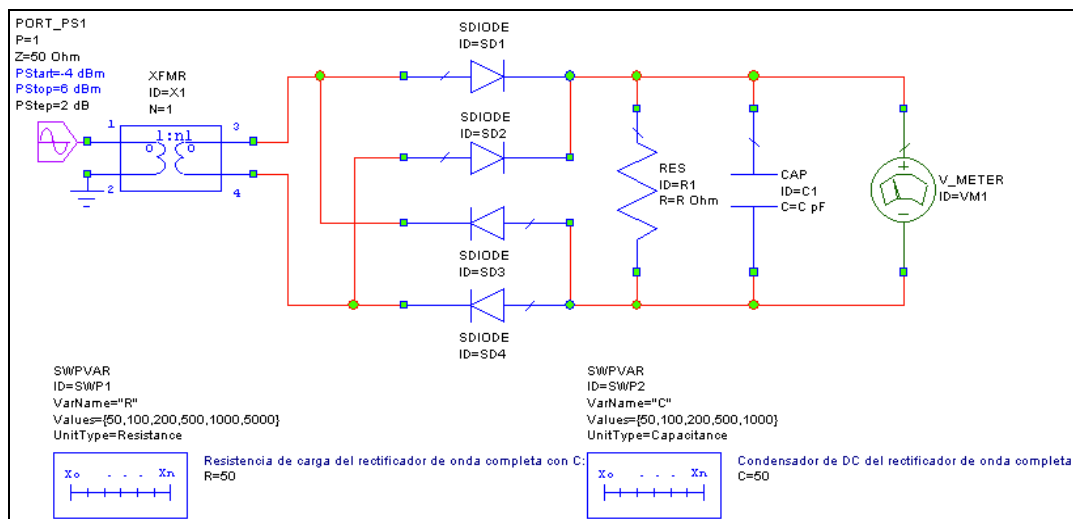 PORT_PS1
P=1
Z=50 Ohm
PStart=-4 dBm
PStop=6 dBm
PStep=2 dB
XFMR
ID=X1
N=1
1
1:n1
3
o
o
2
4
SDIODE
ID=SD1
SDIODE
ID=SD2
SDIODE
ID=SD3
SDIODE
ID=SD4
RES
ID=R1
R=R Ohm
CAP
ID=C1
C=C pF
V_METER
ID=VM1
SWPVAR
ID=SWP1
VarName="R"
Values={50,100,200,500,1000,5000}
UnitType=Resistance
Xo . . . Xn
Resistencia de carga del rectificador de onda completa con C:
R=50
SWPVAR
ID=SWP2
VarName="C"
Values={50,100,200,500,1000}
UnitType=Capacitance
Xo . . . Xn
Condensador de DC del rectificador de onda completa
C=50